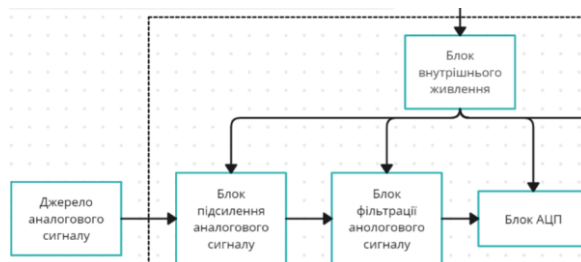 Блок
внутрішнього
живлення
Джерело
аналогового
сигналу
Блок
підсилення
аналогового
сигналу
Блок
фільтрації
анологового
сигналу
Блок АЦП